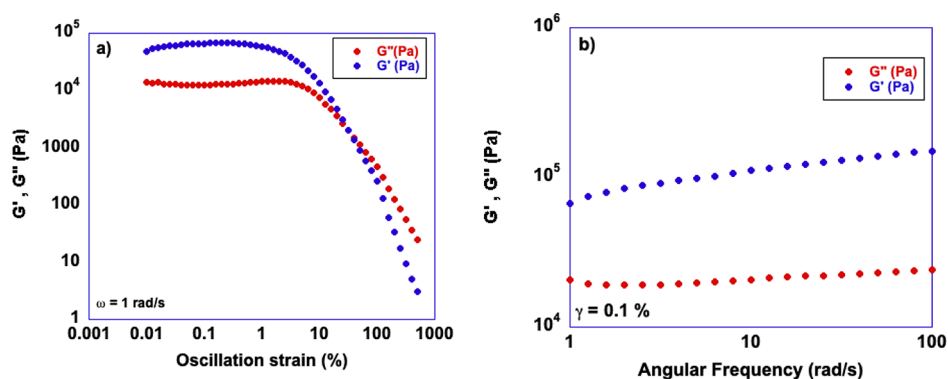 a)
G''(Pa)
G' (Pa)
G' , G'' (Pa)
10^5
10^4
1000
100
10
1
ω = 1 rad/s
0.001 0.01 0.1 1 10 100 1000
Oscillation strain (%)
b)
G'' (Pa)
G' (Pa)
G' , G'' (Pa)
10^6
10^5
10^4
γ = 0.1 %
1 10 100
Angular Frequency (rad/s)